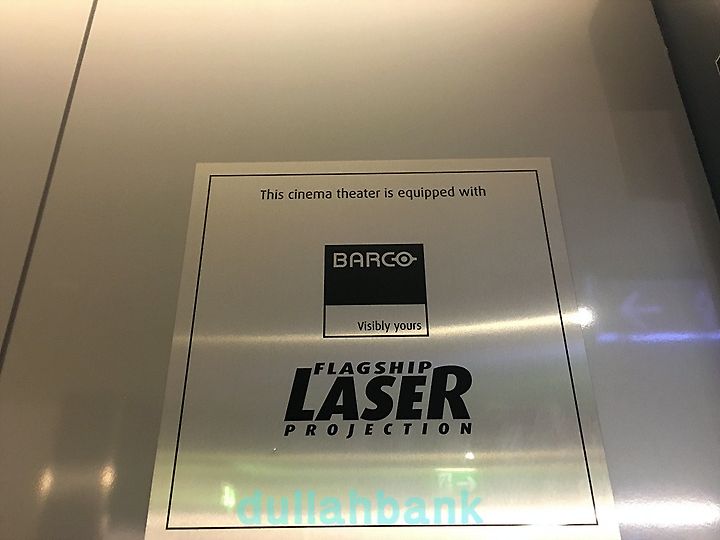 This cinema theater is equipped with
BARCO
Visibly yours
FLAGSHIP
LASER
PROJECTION
dullahbank